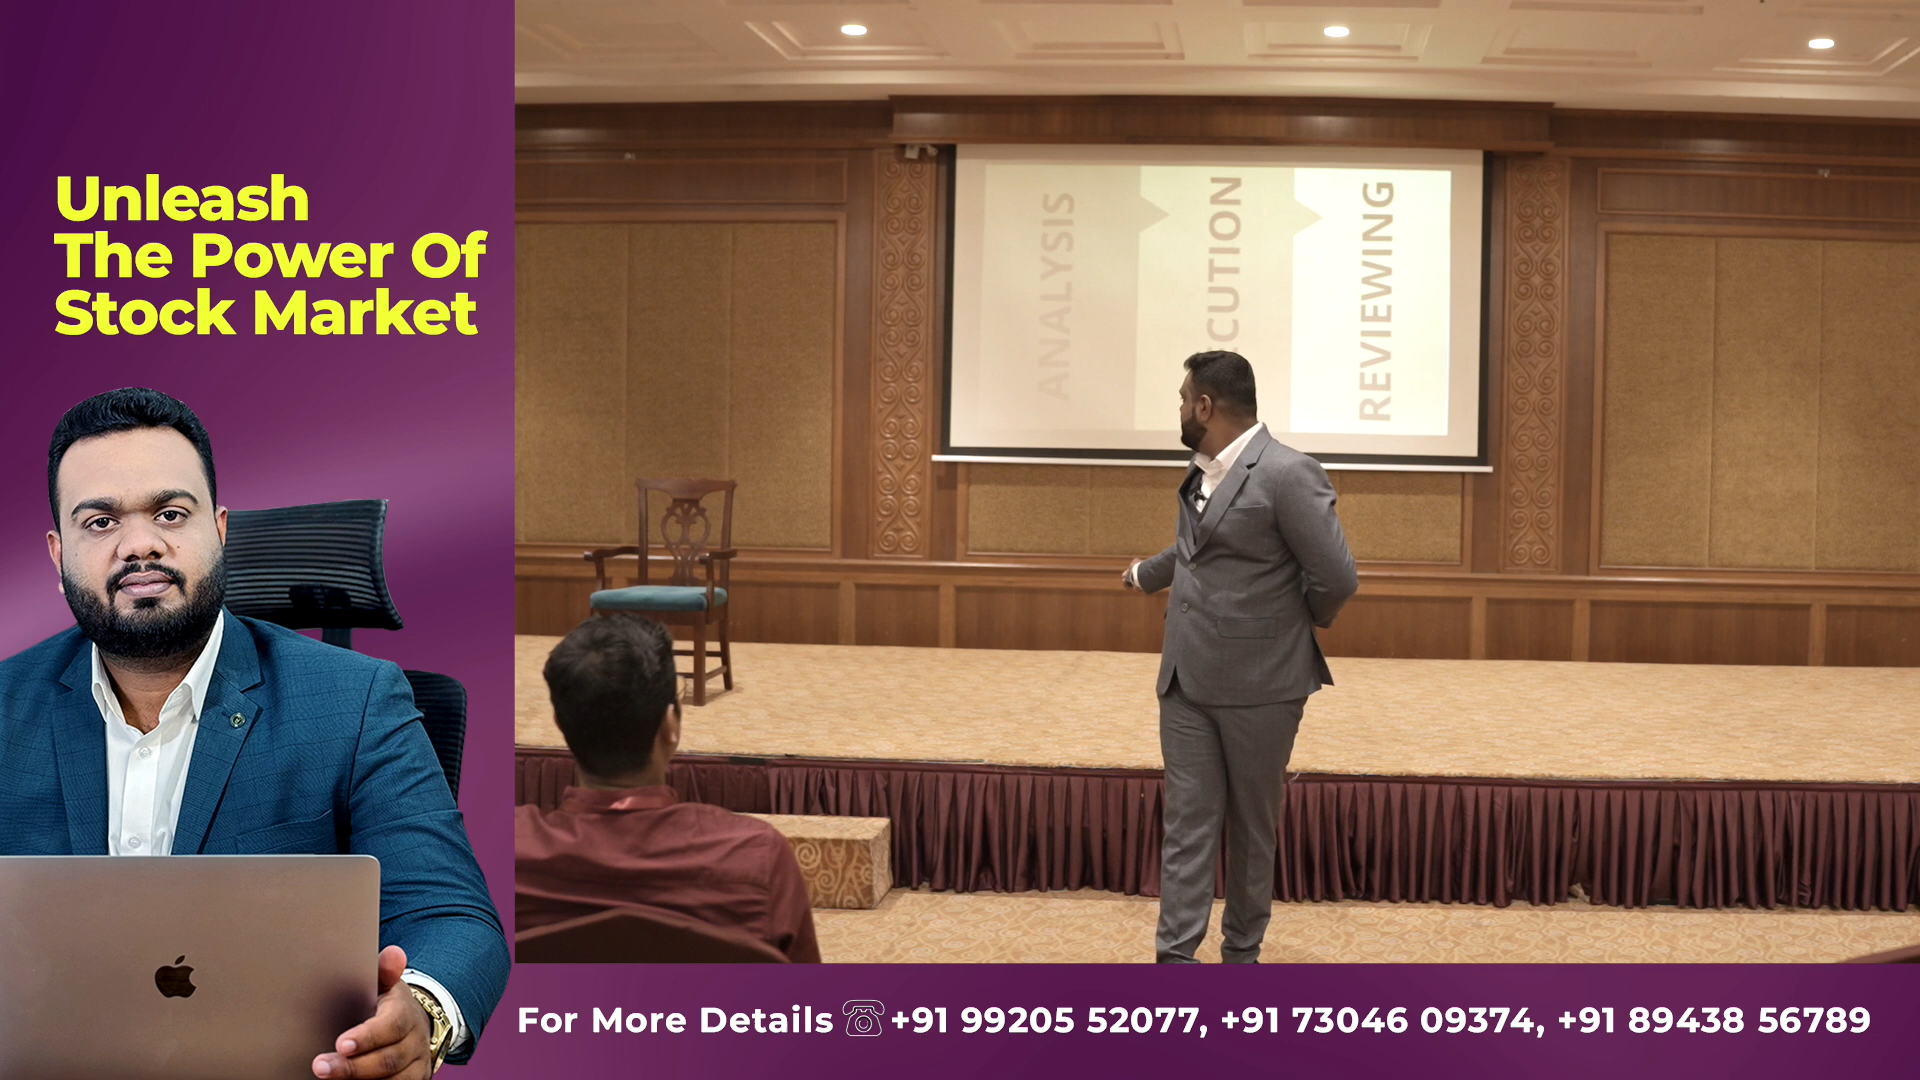 Unleash
The Power Of
Stock Market
ANALYSIS
REVIEWING
For More Details +91 99205 52077, +91 73046 09374, +91 89438 56789